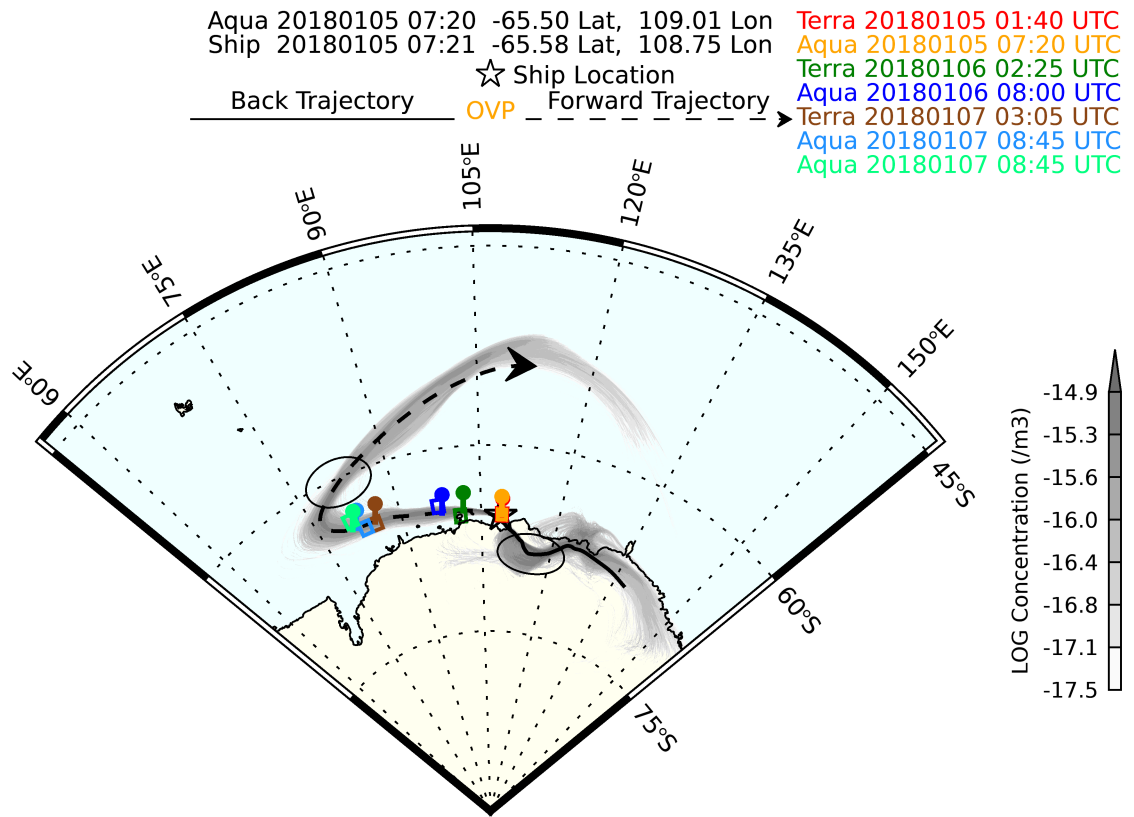 Aqua 20180105 07:20 -65.50 Lat, 109.01 Lon
Ship 20180105 07:21 -65.58 Lat, 108.75 Lon
Ship Location
Back Trajectory OVP Forward Trajectory
Terra 20180105 01:40 UTC
Aqua 20180105 07:20 UTC
Terra 20180106 02:25 UTC
Aqua 20180106 08:00 UTC
Terra 20180107 03:05 UTC
Aqua 20180107 08:45 UTC
Aqua 20180107 08:45 UTC
60°E
75°E
90°E
105°E
120°E
135°E
150°E
45°S
60°S
75°S
LOG Concentration (/m3)
-14.9
-15.3
-15.6
-16.0
-16.4
-16.8
-17.1
-17.5